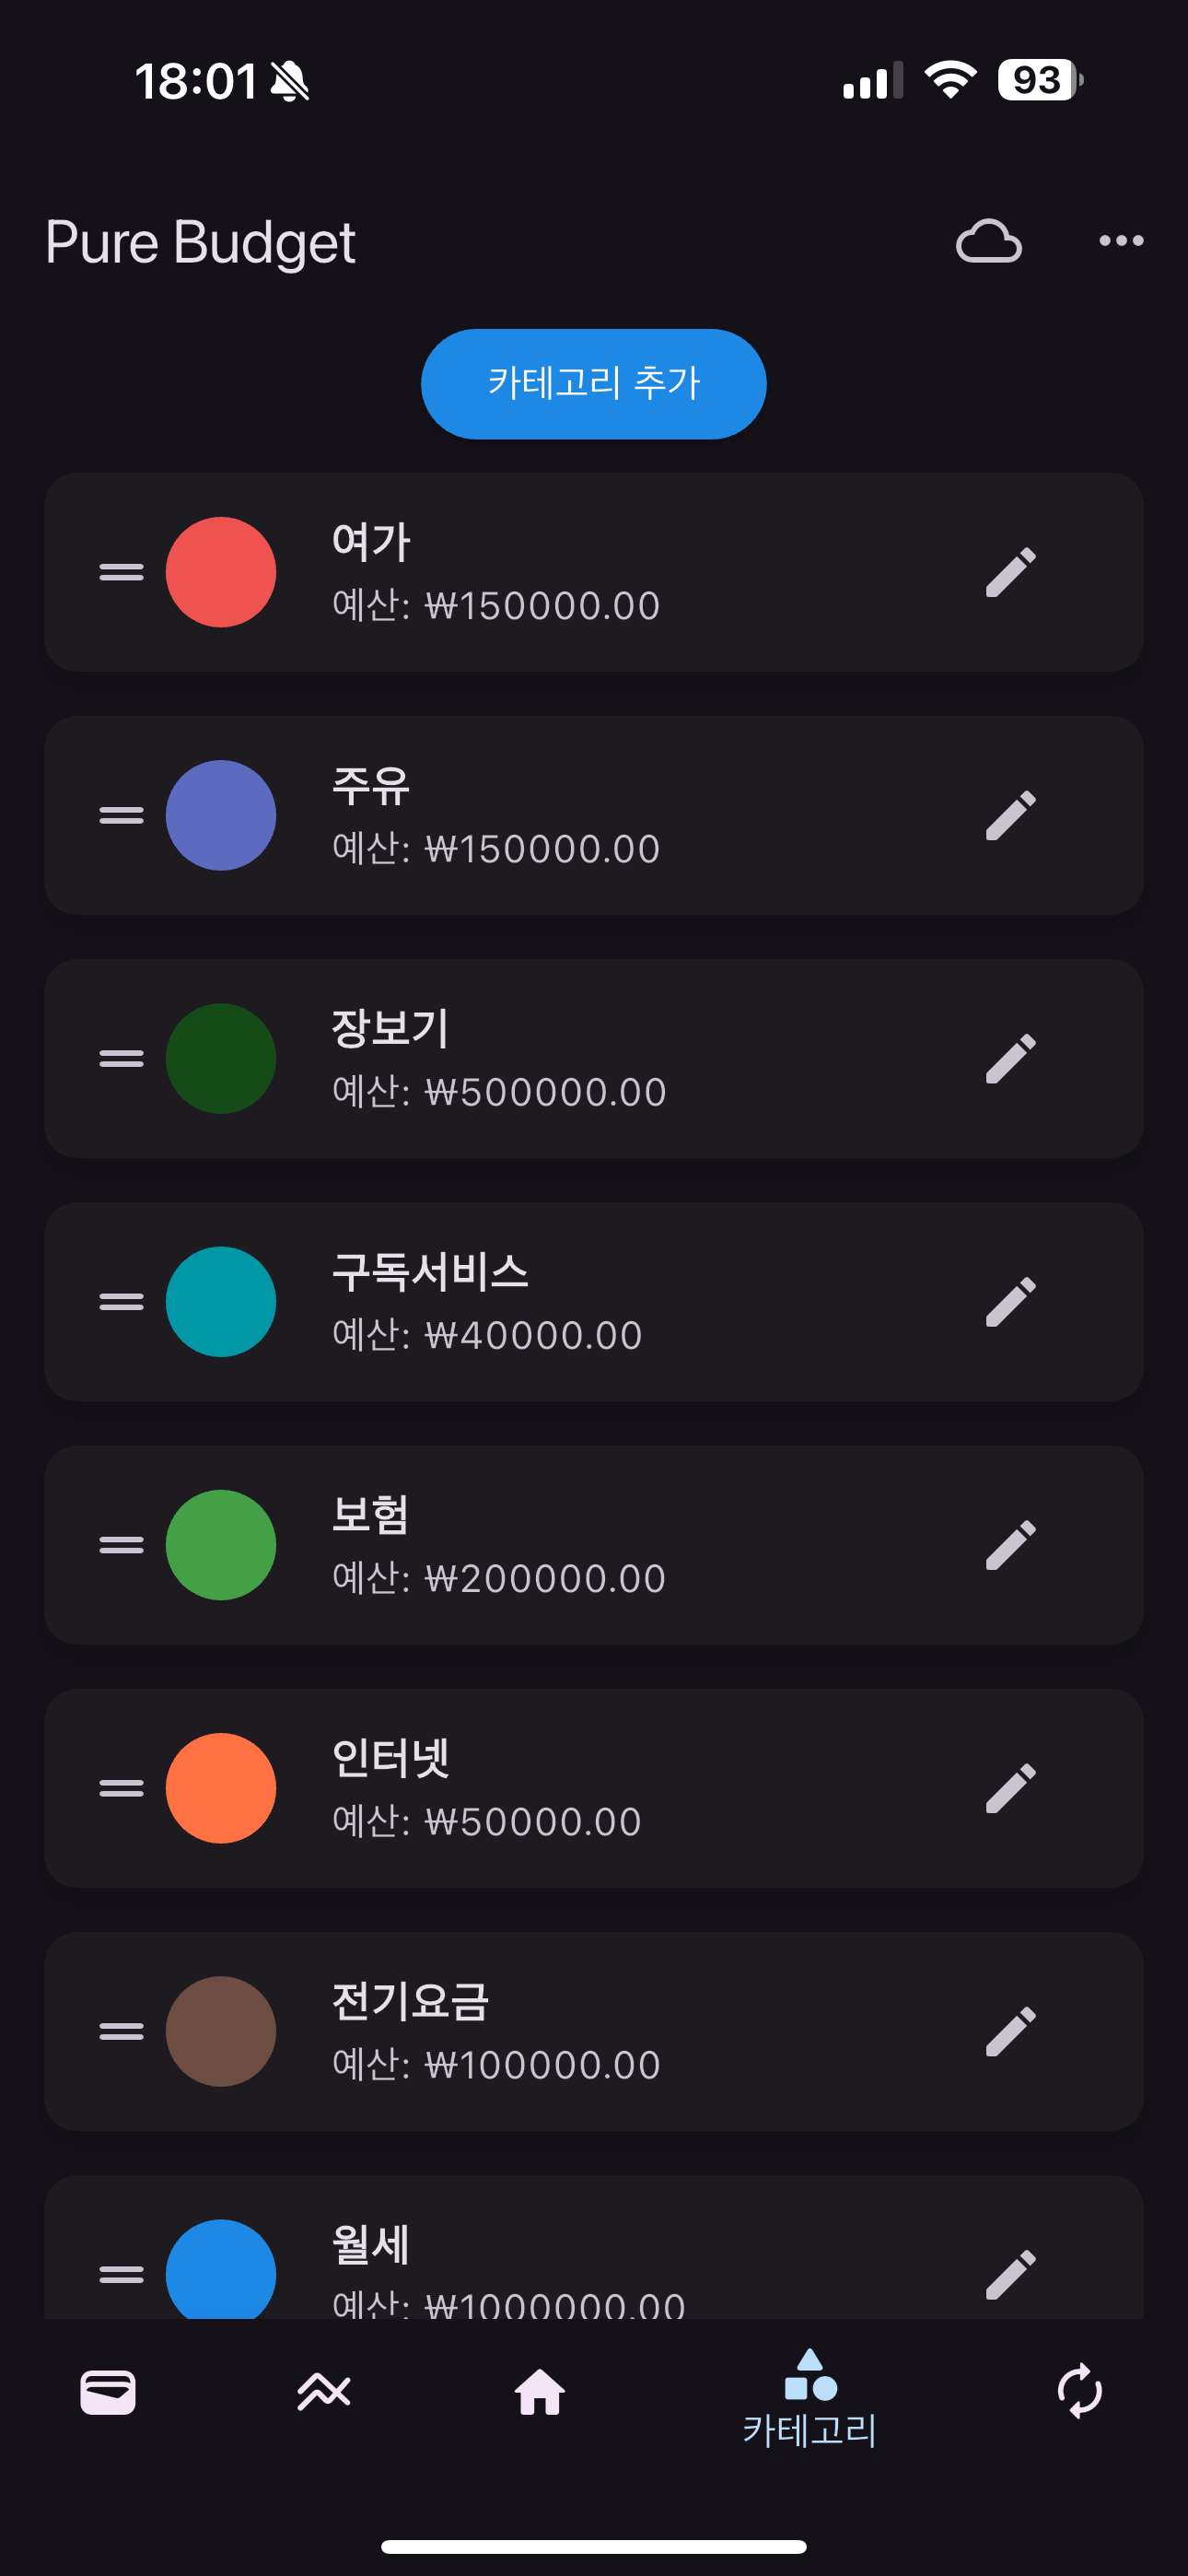 18:01
93
Pure Budget
카테고리 추가
여가
예산: ₩150000.00
주유
예산: ₩150000.00
장보기
예산: ₩500000.00
구독서비스
예산: ₩40000.00
보험
예산: ₩200000.00
인터넷
예산: ₩50000.00
전기요금
예산: ₩100000.00
월세
예산: ₩1000000.00
카테고리